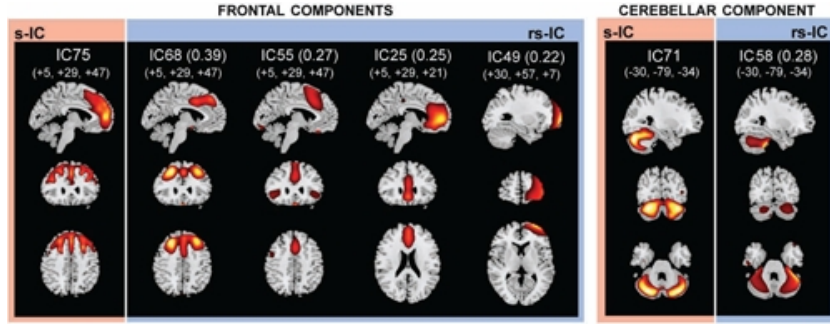 FRONTAL COMPONENTS
s-IC
rs-IC
IC75
(+5, +29, +47)
IC68 (0.39)
(+5, +29, +47)
IC55 (0.27)
(+5, +29, +47)
IC25 (0.25)
(+5, +29, +21)
IC49 (0.22)
(+30, +57, +7)
CEREBELLAR COMPONENT
s-IC
rs-IC
IC71
(-30, -79, -34)
IC58 (0.28)
(-30, -79, -34)